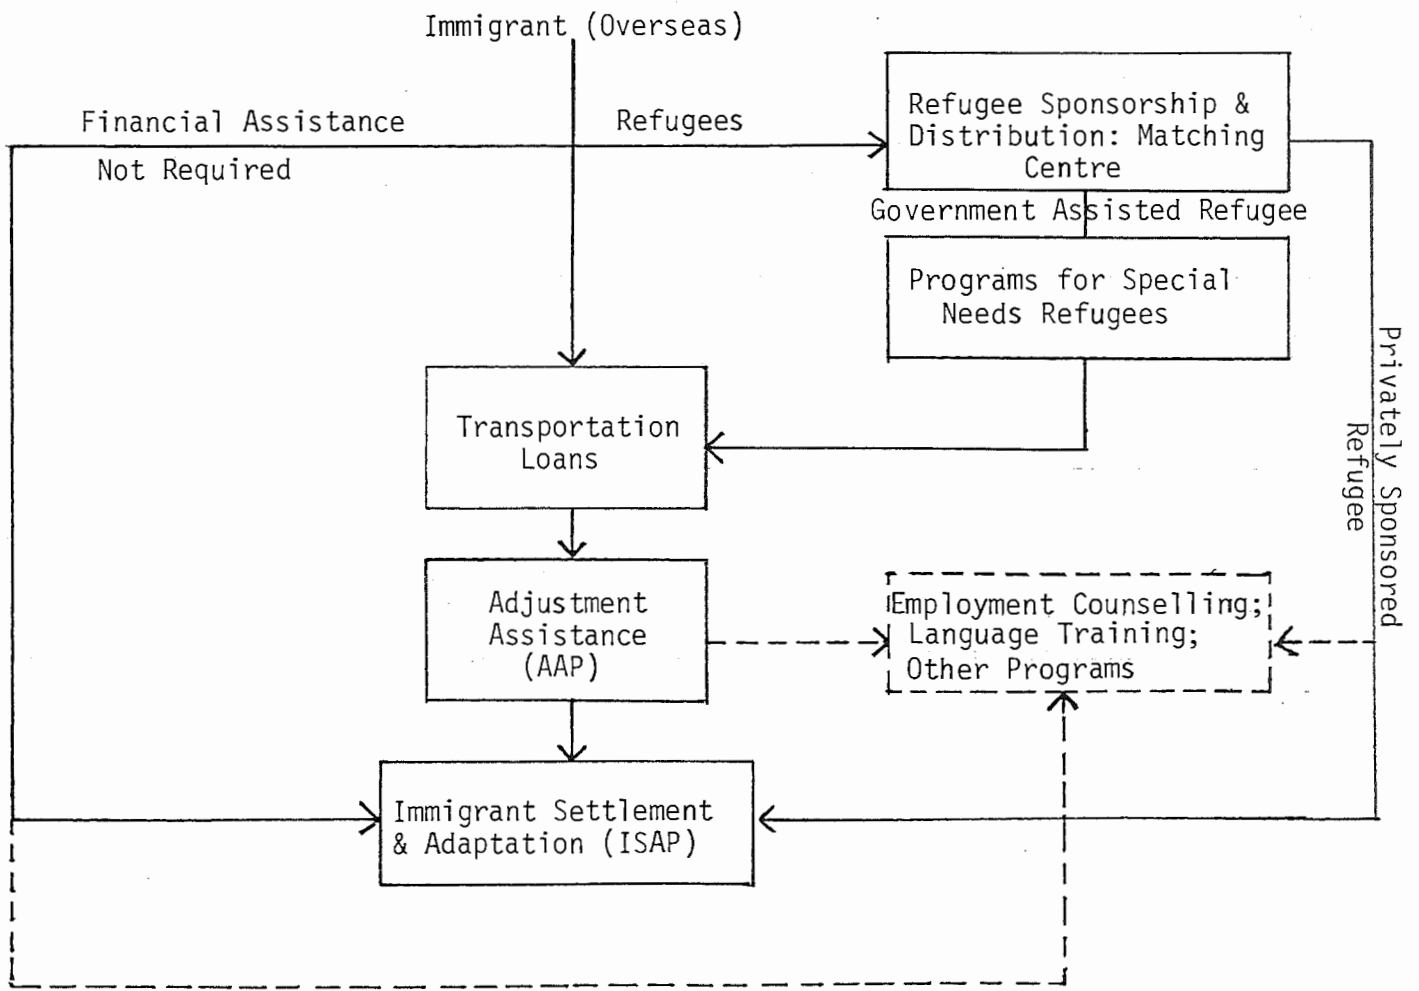 Immigrant (Overseas)
Financial Assistance
Not Required
Refugees
Refugee Sponsorship &
Distribution: Matching
Centre
Government Assisted Refugee
Programs for Special
Needs Refugees
Transportation
Loans
Privately Sponsored
Refugee
Adjustment
Assistance
(AAP)
Employment Counselling;
Language Training;
Other Programs
Immigrant Settlement
& Adaptation (ISAP)